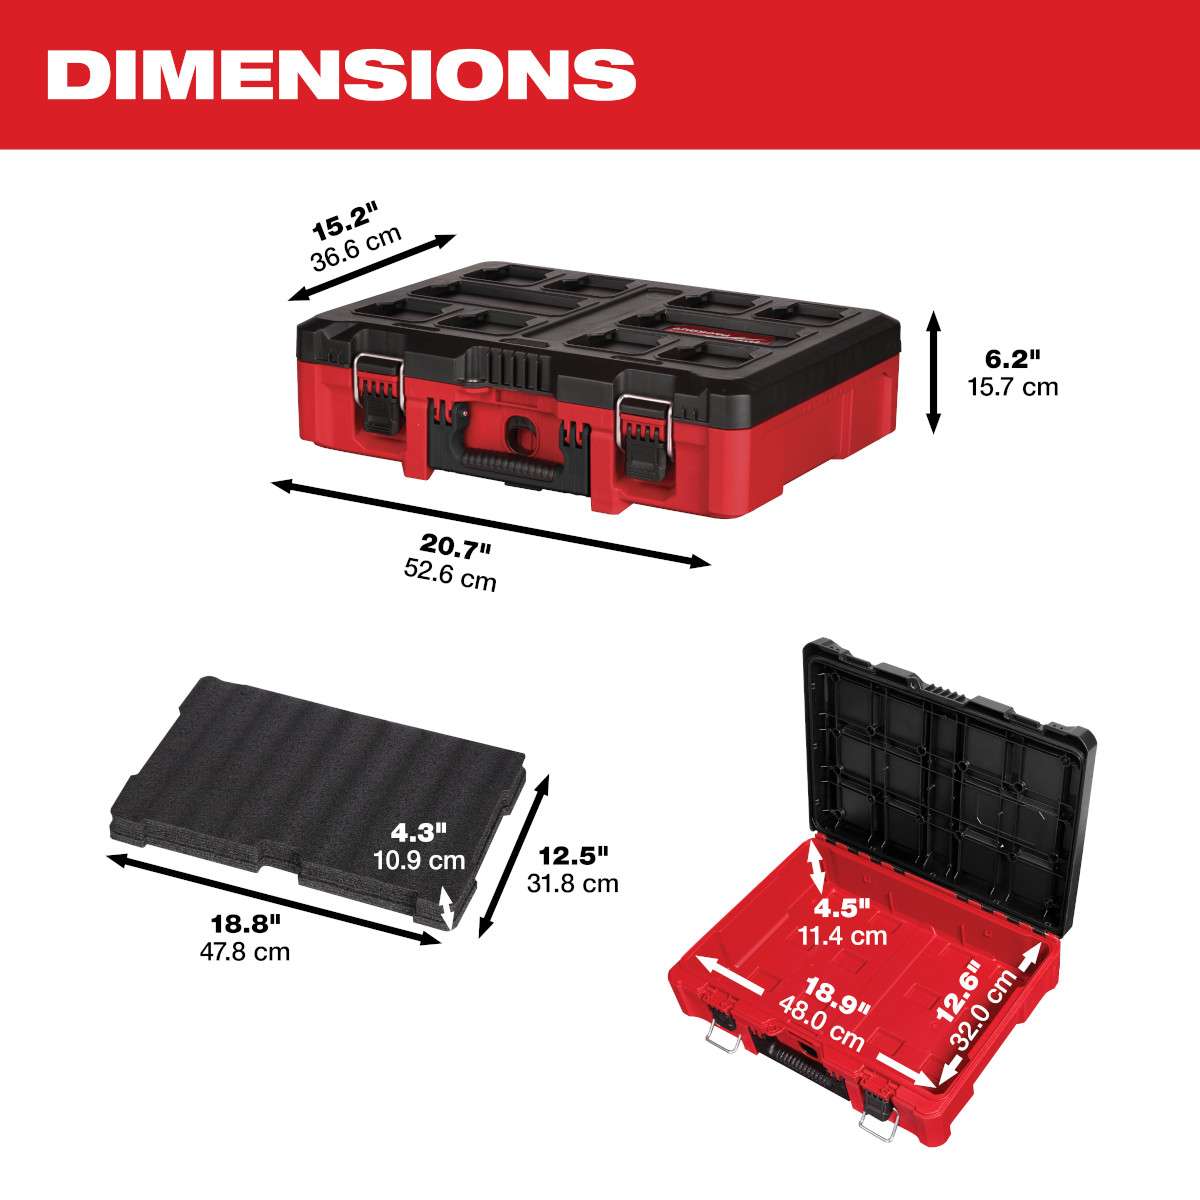 DIMENSIONS
15.2"
36.6 cm
6.2"
15.7 cm
20.7"
52.6 cm
4.3"
10.9 cm
12.5"
31.8 cm
18.8"
47.8 cm
4.5"
11.4 cm
18.9"
48.0 cm
12.6"
32.0 cm